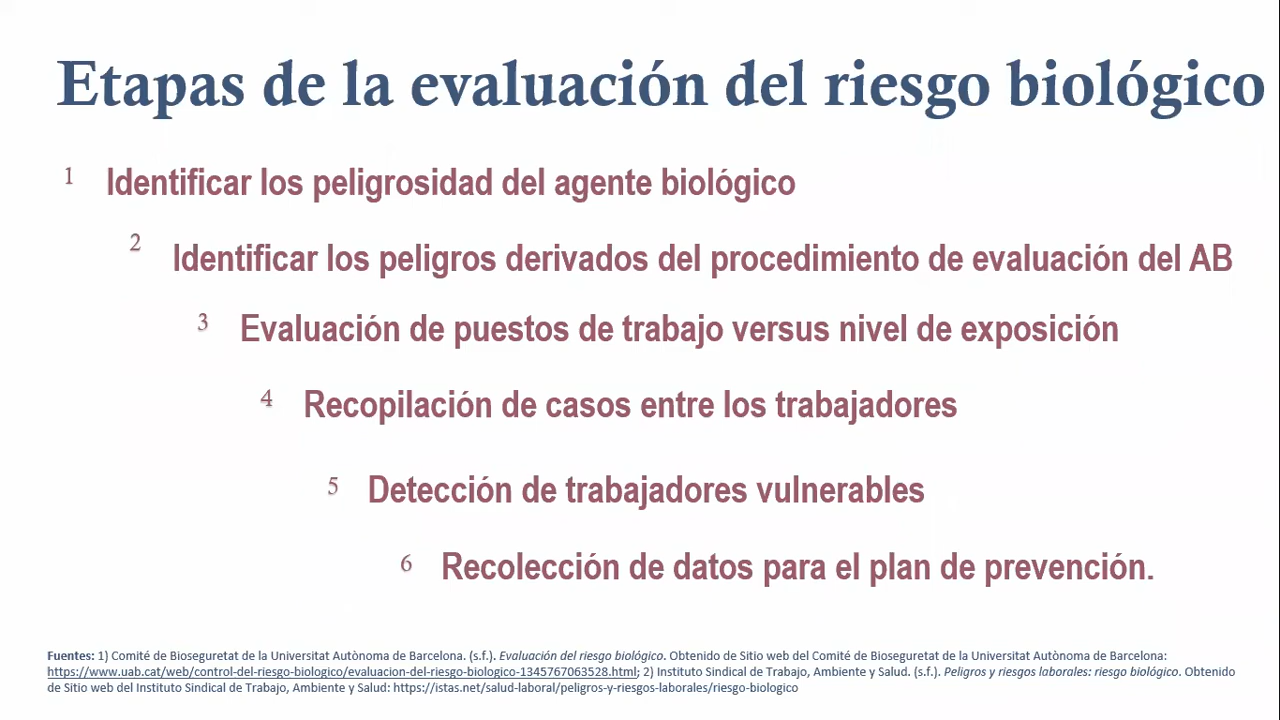 Etapas de la evaluación del riesgo biológico
1 Identificar los peligrosidad del agente biológico
2 Identificar los peligros derivados del procedimiento de evaluación del AB
3 Evaluación de puestos de trabajo versus nivel de exposición
4 Recopilación de casos entre los trabajadores
5 Detección de trabajadores vulnerables
6 Recolección de datos para el plan de prevención.
Fuentes: 1) Comité de Bioseguretat de la Universitat Autònoma de Barcelona. (s.f.). Evaluación del riesgo biológico. Obtenido de Sitio web del Comité de Bioseguretat de la Universitat Autònoma de Barcelona:
https://www.uab.cat/web/control-del-riesgo-biologico/evaluacion-del-riesgo-biologico-1345767063528.html; 2) Instituto Sindical de Trabajo, Ambiente y Salud. (s.f.). Peligros y riesgos laborales: riesgo biológico. Obtenido
de Sitio web del Instituto Sindical de Trabajo, Ambiente y Salud: https://istas.net/salud-laboral/peligros-y-riesgos-laborales/riesgo-biologico